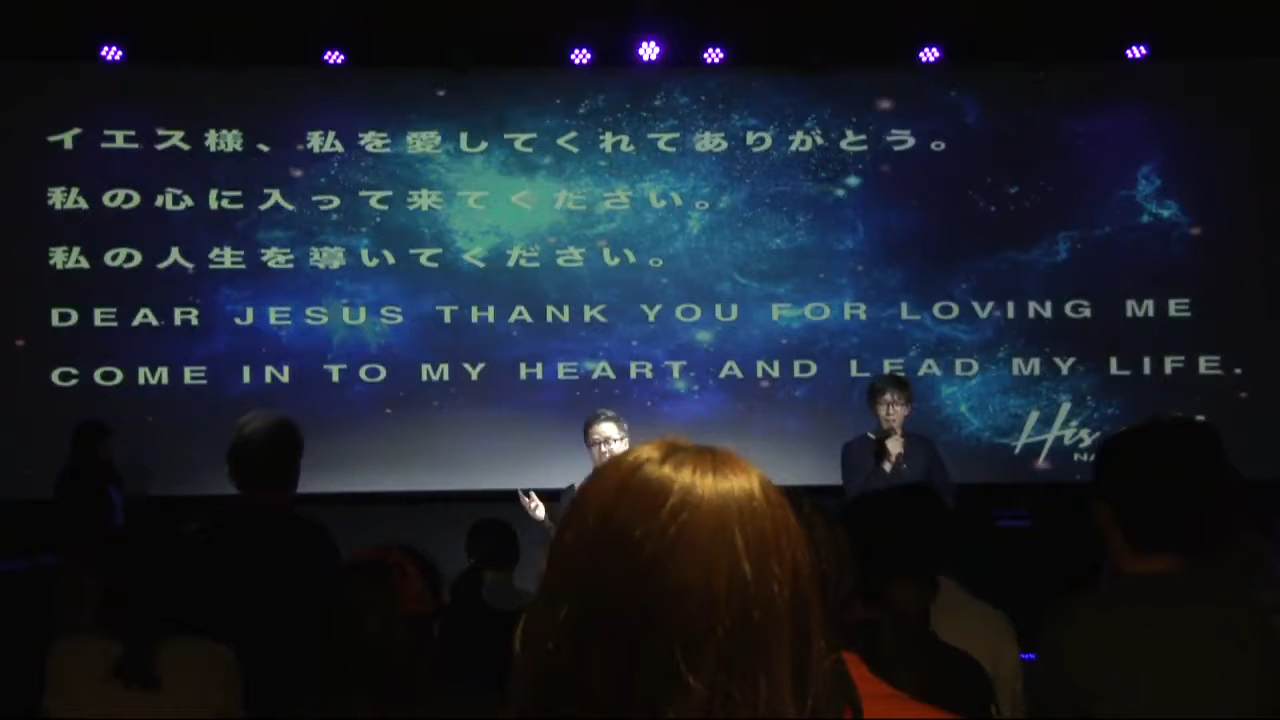 イエス様、私を愛してくれてありがとう。
私の心に入って来てください。
私の人生を導いてください。
DEAR JESUS THANK YOU FOR LOVING ME
COME IN TO MY HEART AND LEAD MY LIFE.
His